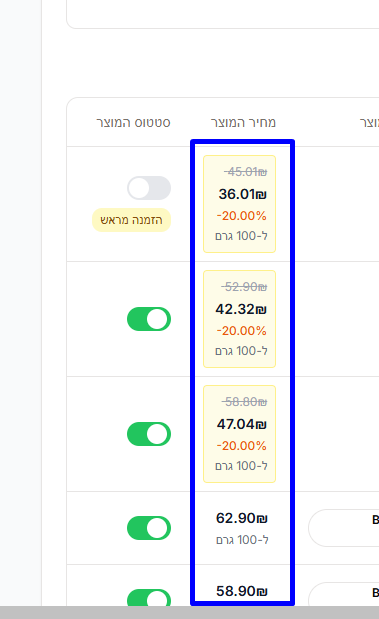 מחיר המוצר
סטטוס המוצר
₪45.01
₪36.01
-20.00%
ל-100 גרם
הזמנה מראש
₪52.90
₪42.32
-20.00%
ל-100 גרם
₪58.80
₪47.04
-20.00%
ל-100 גרם
₪62.90
ל-100 גרם
B
₪58.90
B